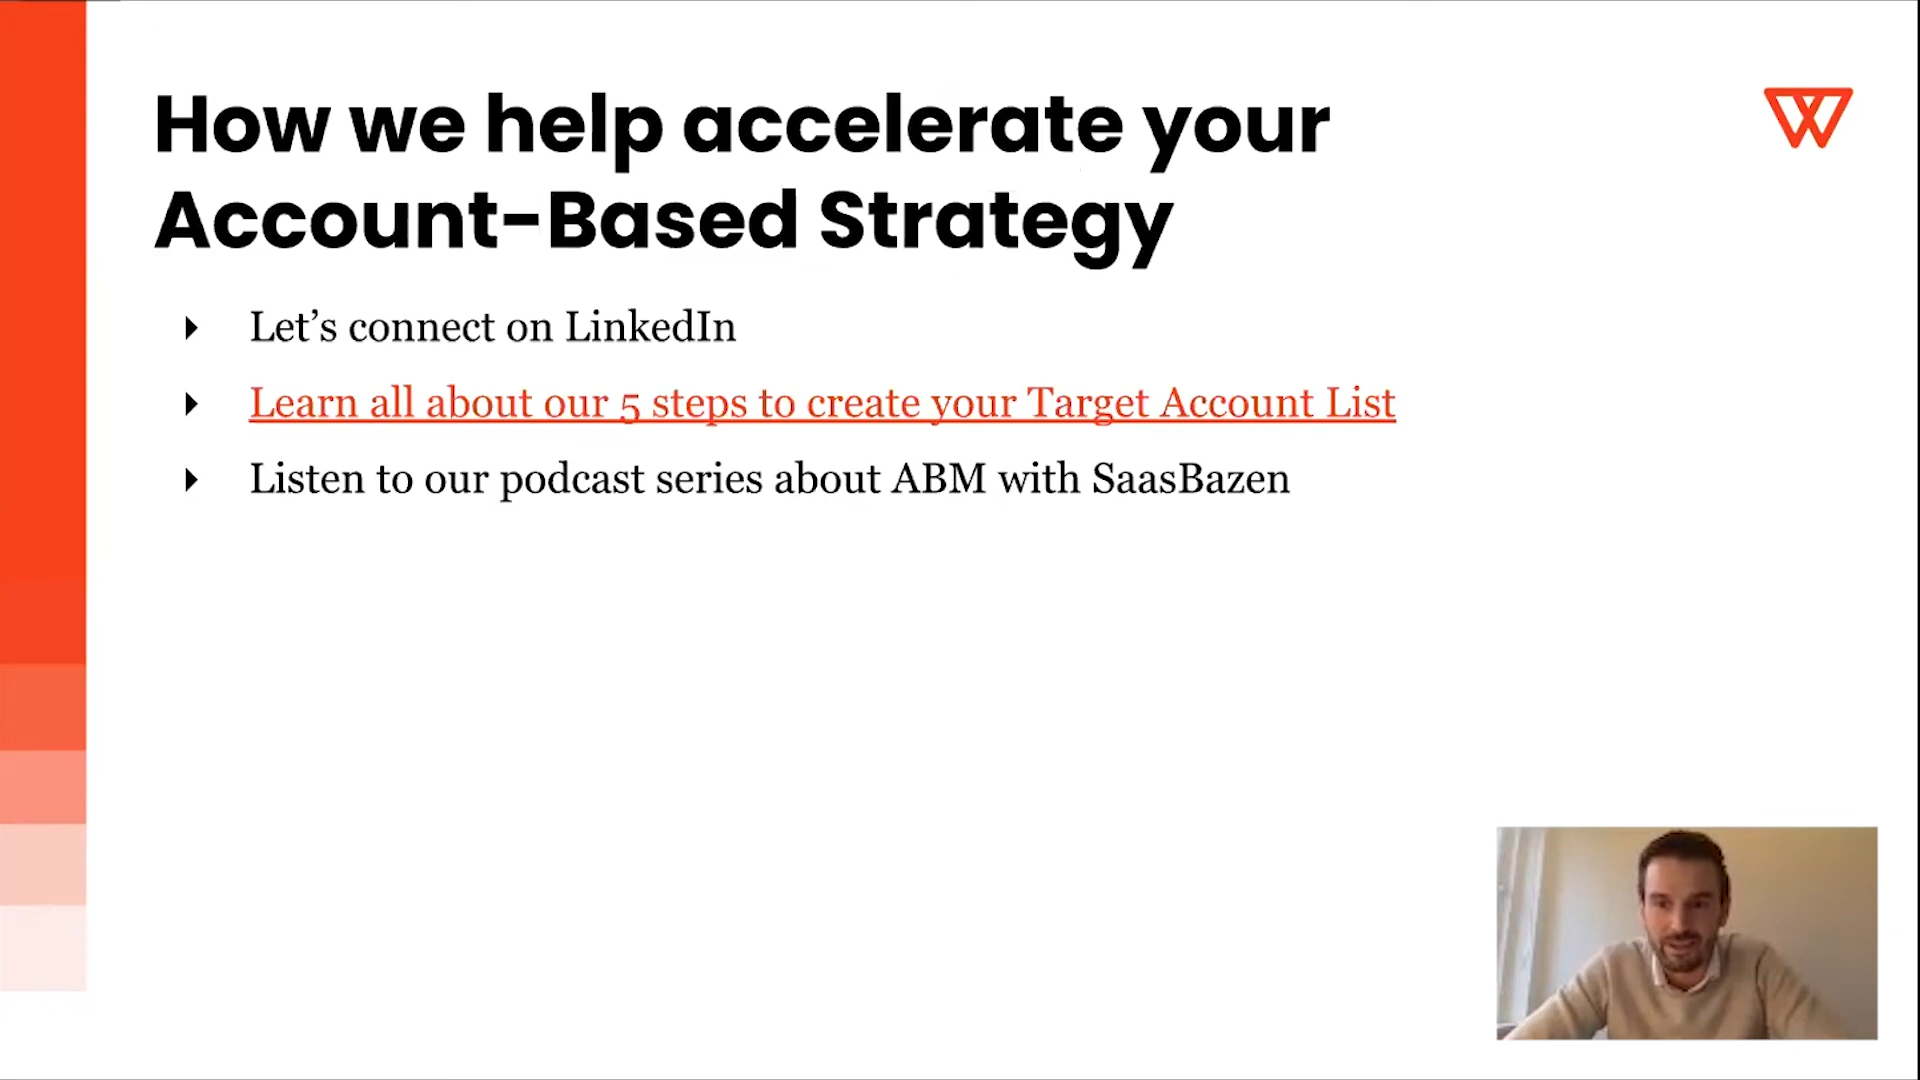 How we help accelerate your
Account-Based Strategy
Let’s connect on LinkedIn
Learn all about our 5 steps to create your Target Account List
Listen to our podcast series about ABM with SaasBazen